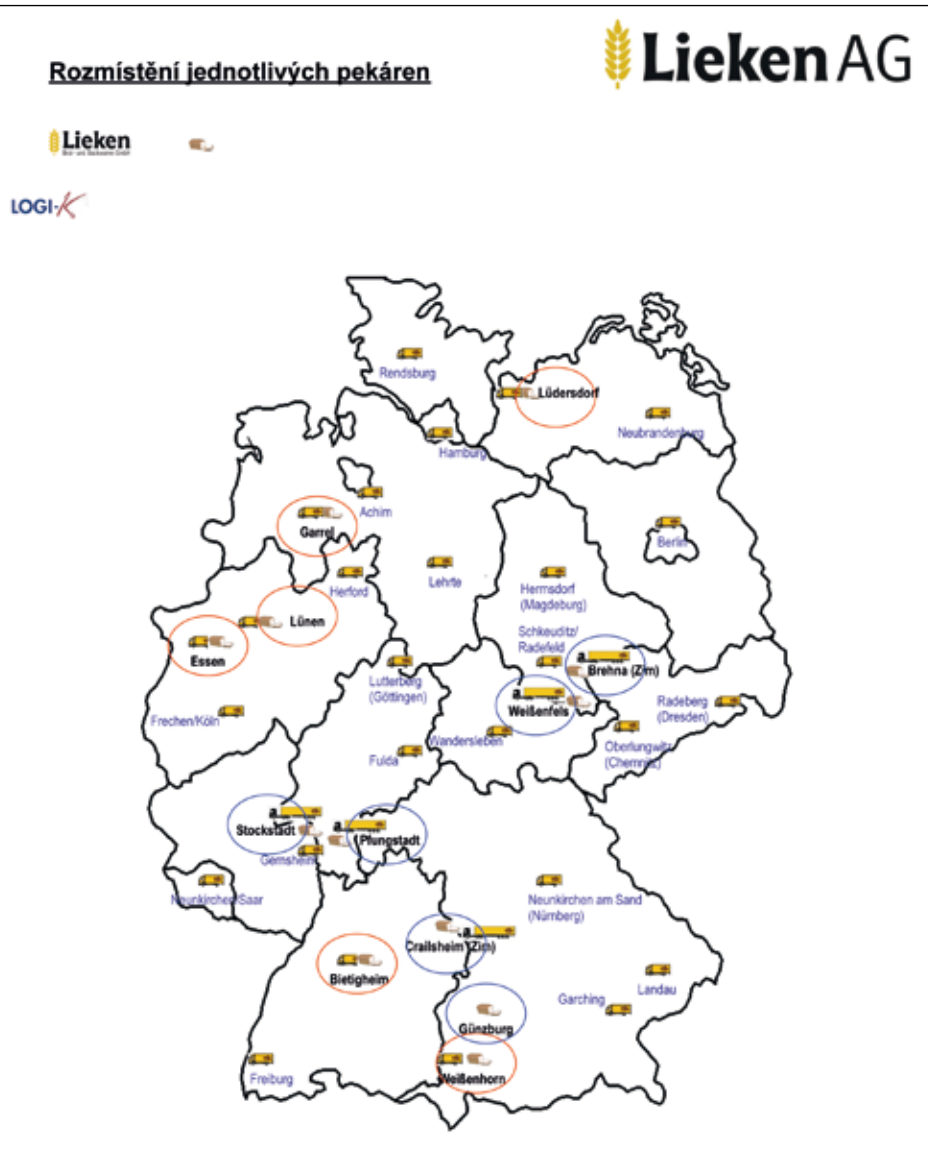 Lieken AG
Rozmístění jednotlivých pekáren
Lieken
LOGI-K
Rendsburg
Lüdersdorf
Neubrandenburg
Hamburg
Achim
Garrel
Berlin
Lehrte
Herford
Hermsdorf
(Magdeburg)
Lünen
Schkeuditz/
Radefeld
Essen
Brehna (Zim)
Lutterberg
(Göttingen)
Weißenfels
Radeberg
(Dresden)
Frechen/Köln
Wandersleben
Oberlungwitz
(Chemnitz)
Fulda
Stockstadt
Pfungstadt
Gernsheim
Neunkirchen/Saar
Neunkirchen am Sand
(Nürnberg)
Crailsheim (Zim)
Bietigheim
Landau
Garching
Günzburg
Freiburg
Weißenhorn